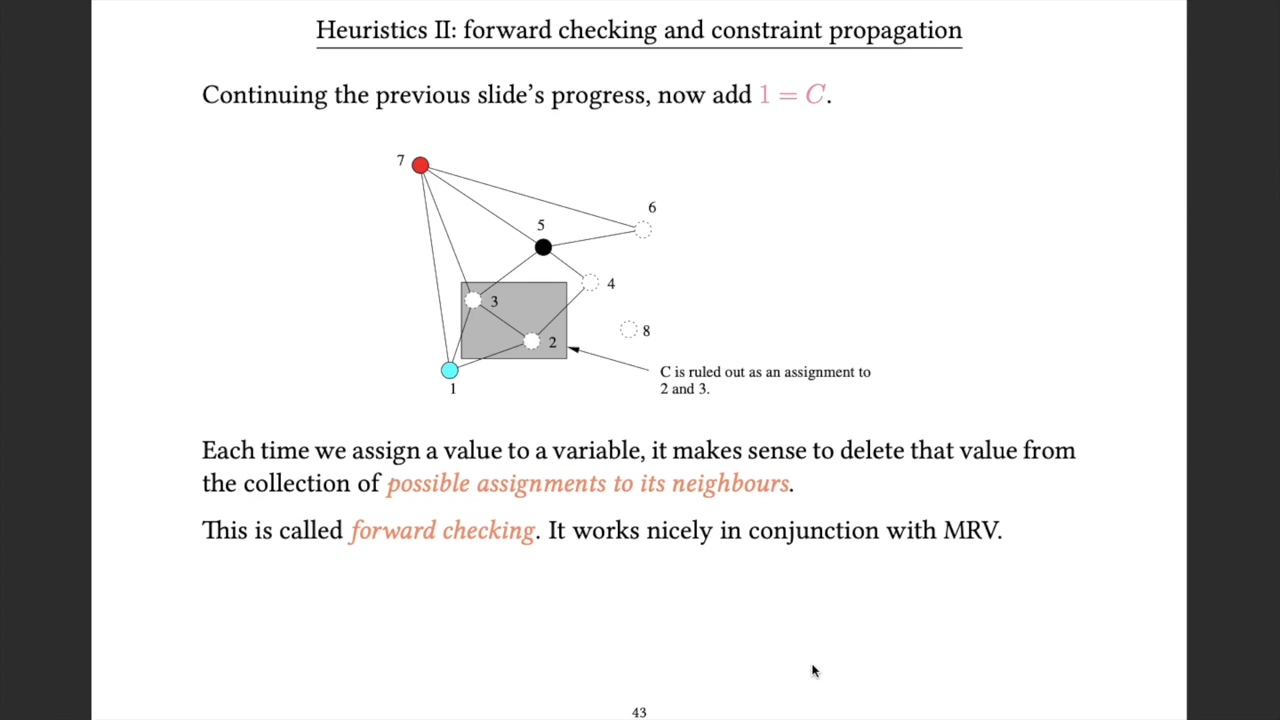 Heuristics II: forward checking and constraint propagation
Continuing the previous slide’s progress, now add 1 = C.
7
6
5
4
3
8
2
C is ruled out as an assignment to
2 and 3.
1
Each time we assign a value to a variable, it makes sense to delete that value from
the collection of possible assignments to its neighbours.
This is called forward checking. It works nicely in conjunction with MRV.
43